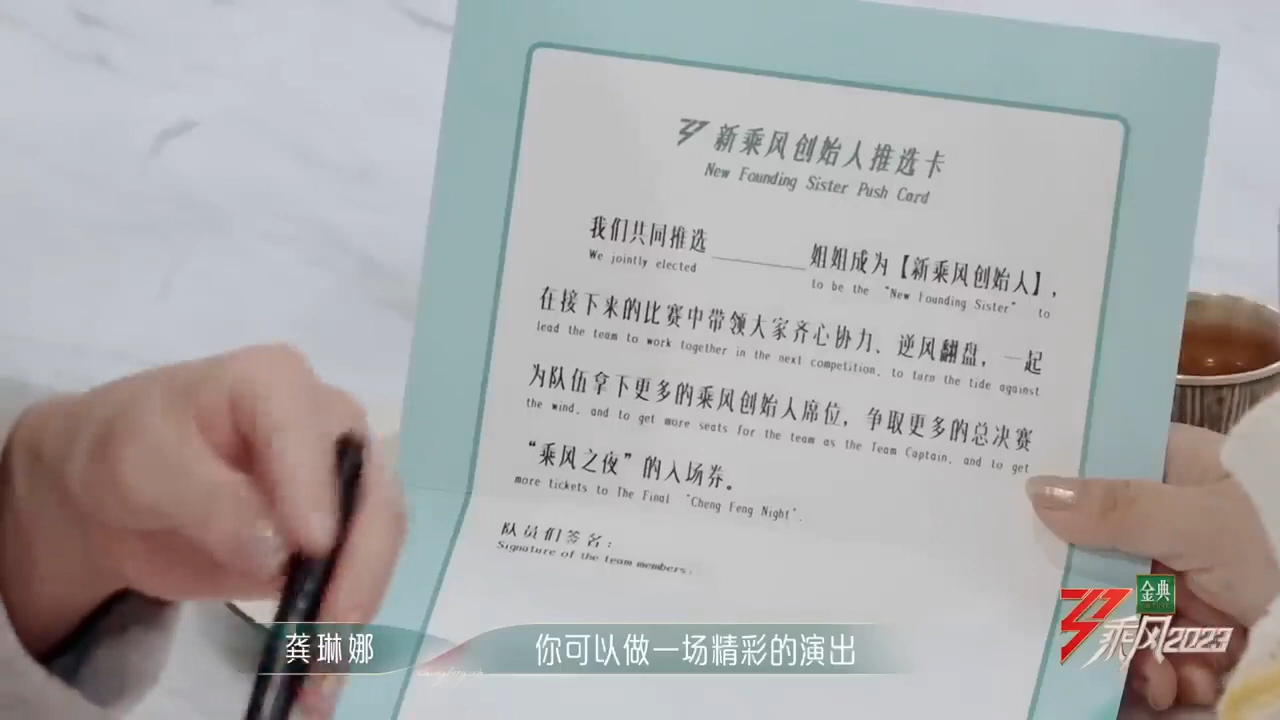 新乘风创始人推选卡
New Founding Sister Push Card
我们共同推选________姐姐成为【新乘风创始人】,
We jointly elected to be the "New Founding Sister" to
在接下来的比赛中带领大家齐心协力、逆风翻盘，一起
lead the team to work together in the next competition, to turn the tide against
为队伍拿下更多的乘风创始人席位，争取更多的总决赛
the wind, and to get more seats for the team as the Team Captain, and to get
“乘风之夜”的入场券。
more tickets to The Final "Cheng Feng Night".
队员们签名：
Signature of the team members:
龚琳娜 你可以做一场精彩的演出
金典
乘风2023